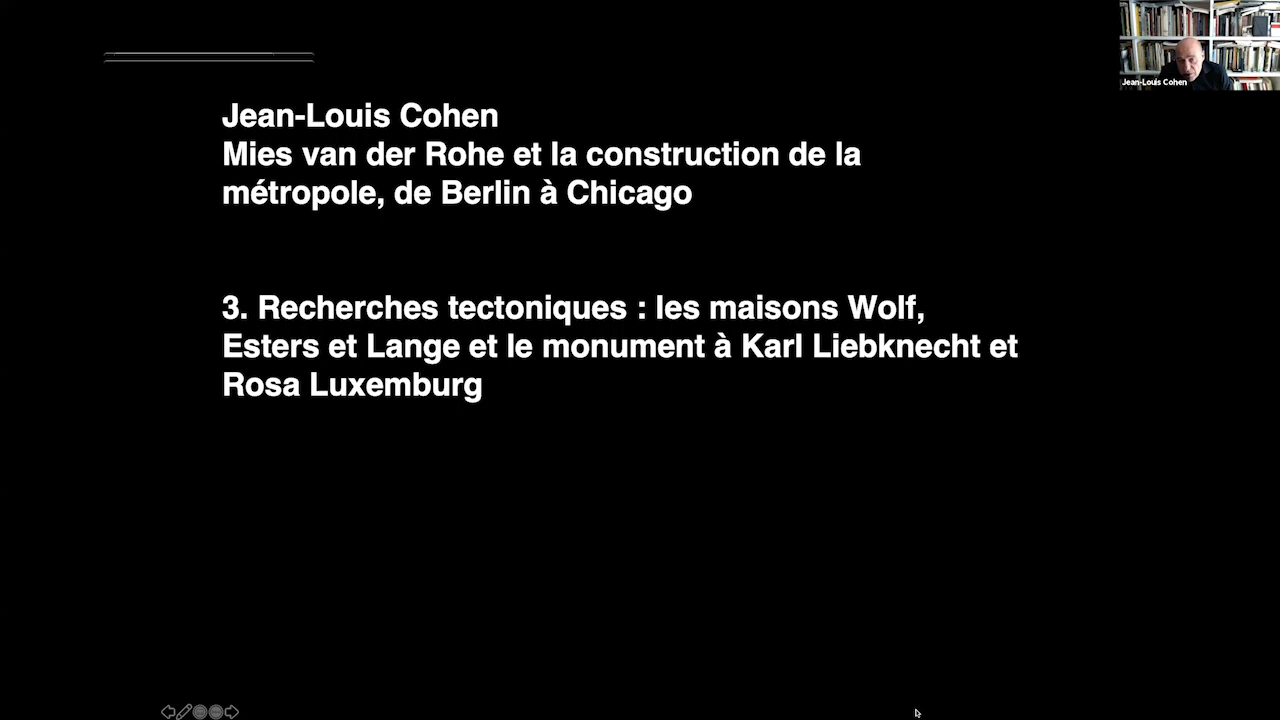 Jean-Louis Cohen
Jean-Louis Cohen
Mies van der Rohe et la construction de la
métropole, de Berlin à Chicago
3. Recherches tectoniques : les maisons Wolf,
Esters et Lange et le monument à Karl Liebknecht et
Rosa Luxemburg